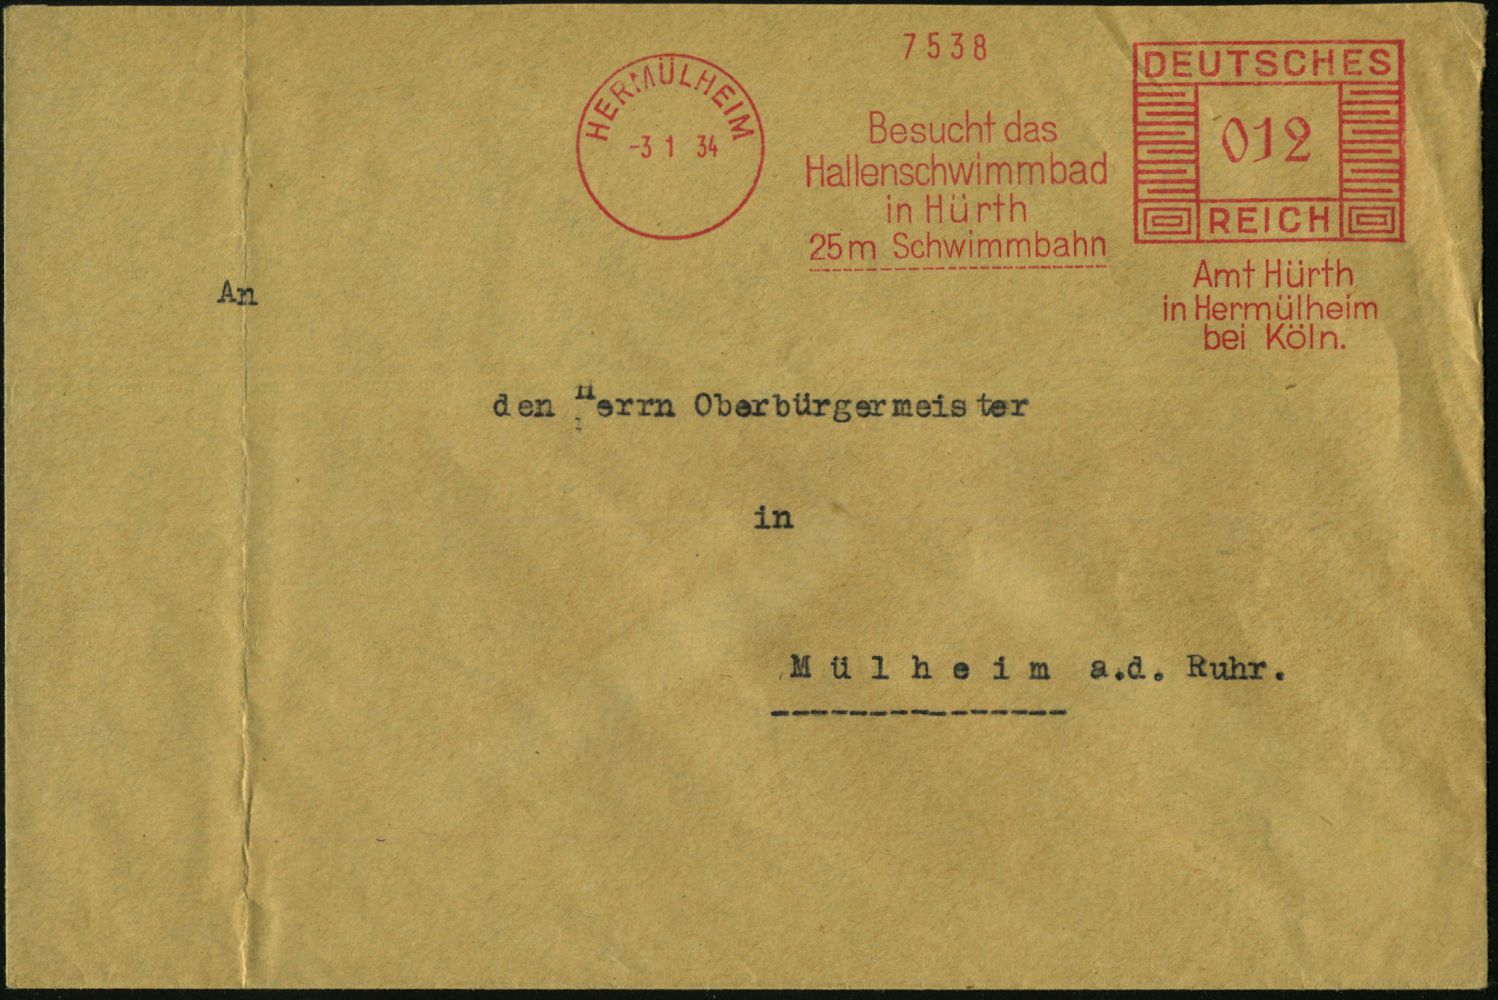 7538
HERMÜLHEIM
-3 1 34
Besucht das
Hallenschwimmbad
in Hürth
25m Schwimmbahn
DEUTSCHES
012
REICH
Amt Hürth
in Hermülheim
bei Köln.
An
den Herrn Oberbürgermeister
in
Mülheim a.d. Ruhr.